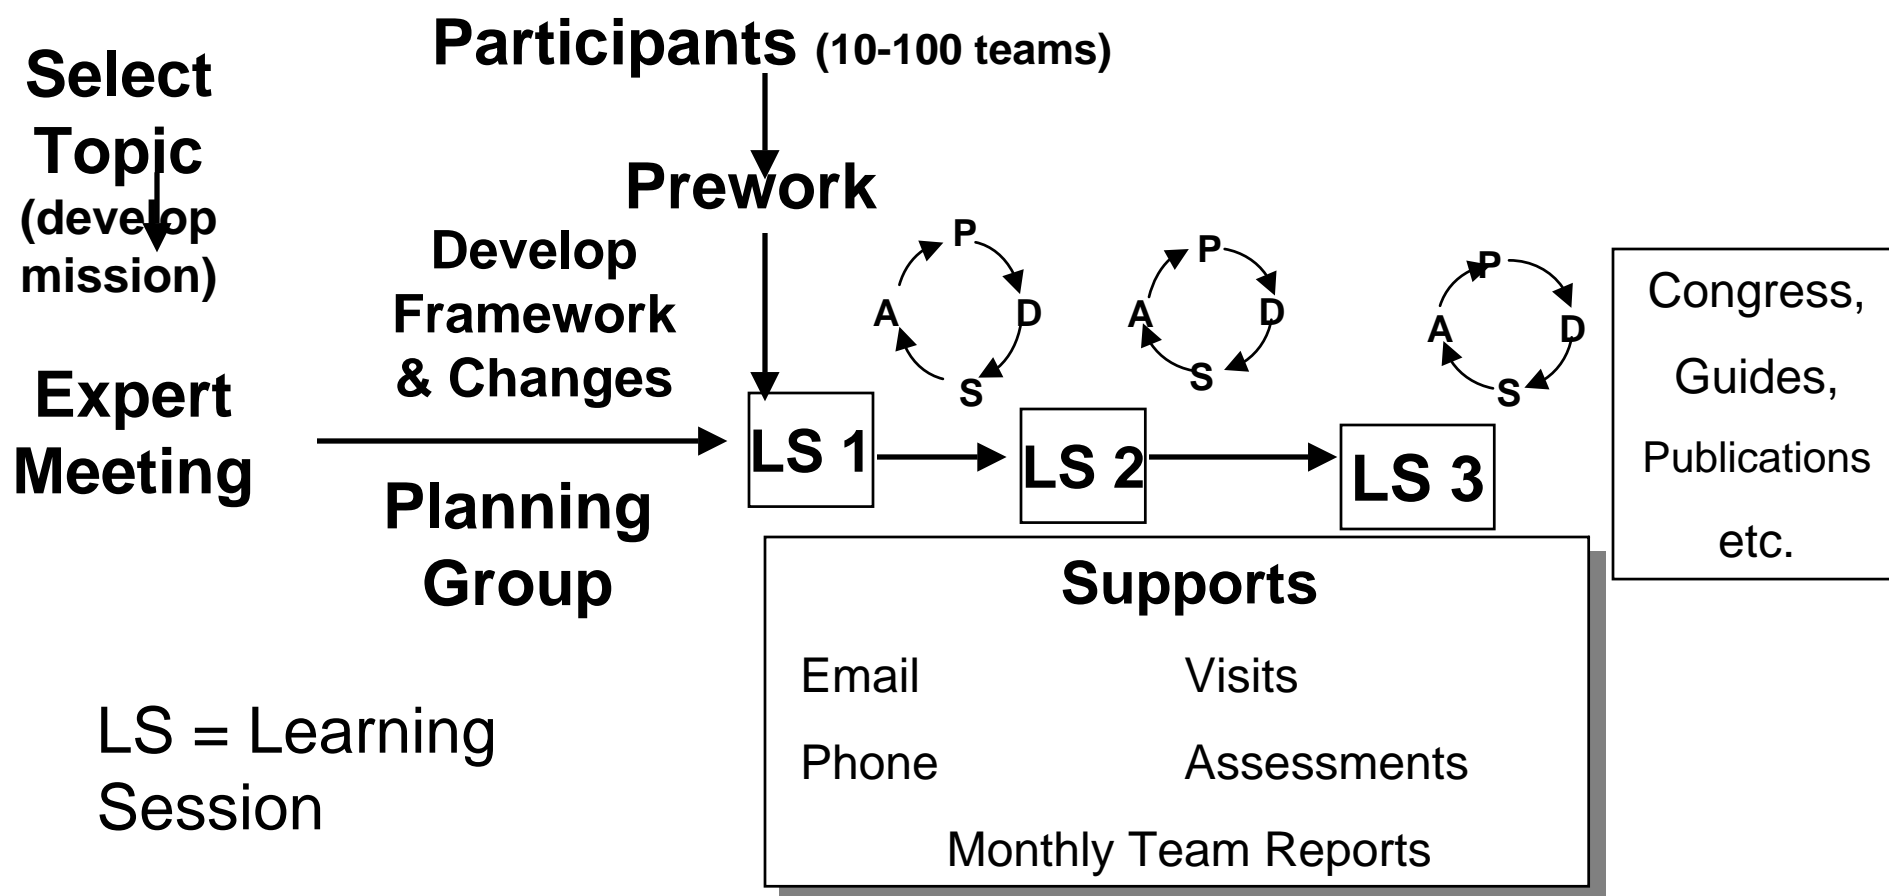 Select
Topic
(develop
mission)
Expert
Meeting
Participants (10-100 teams)
Prework
Develop
Framework
& Changes
Planning
Group
P
A
D
S
P
A
D
S
P
A
D
S
LS 1
LS 2
LS 3
Congress,
Guides,
Publications
etc.
Supports
Email Visits
Phone Assessments
Monthly Team Reports
LS = Learning
Session